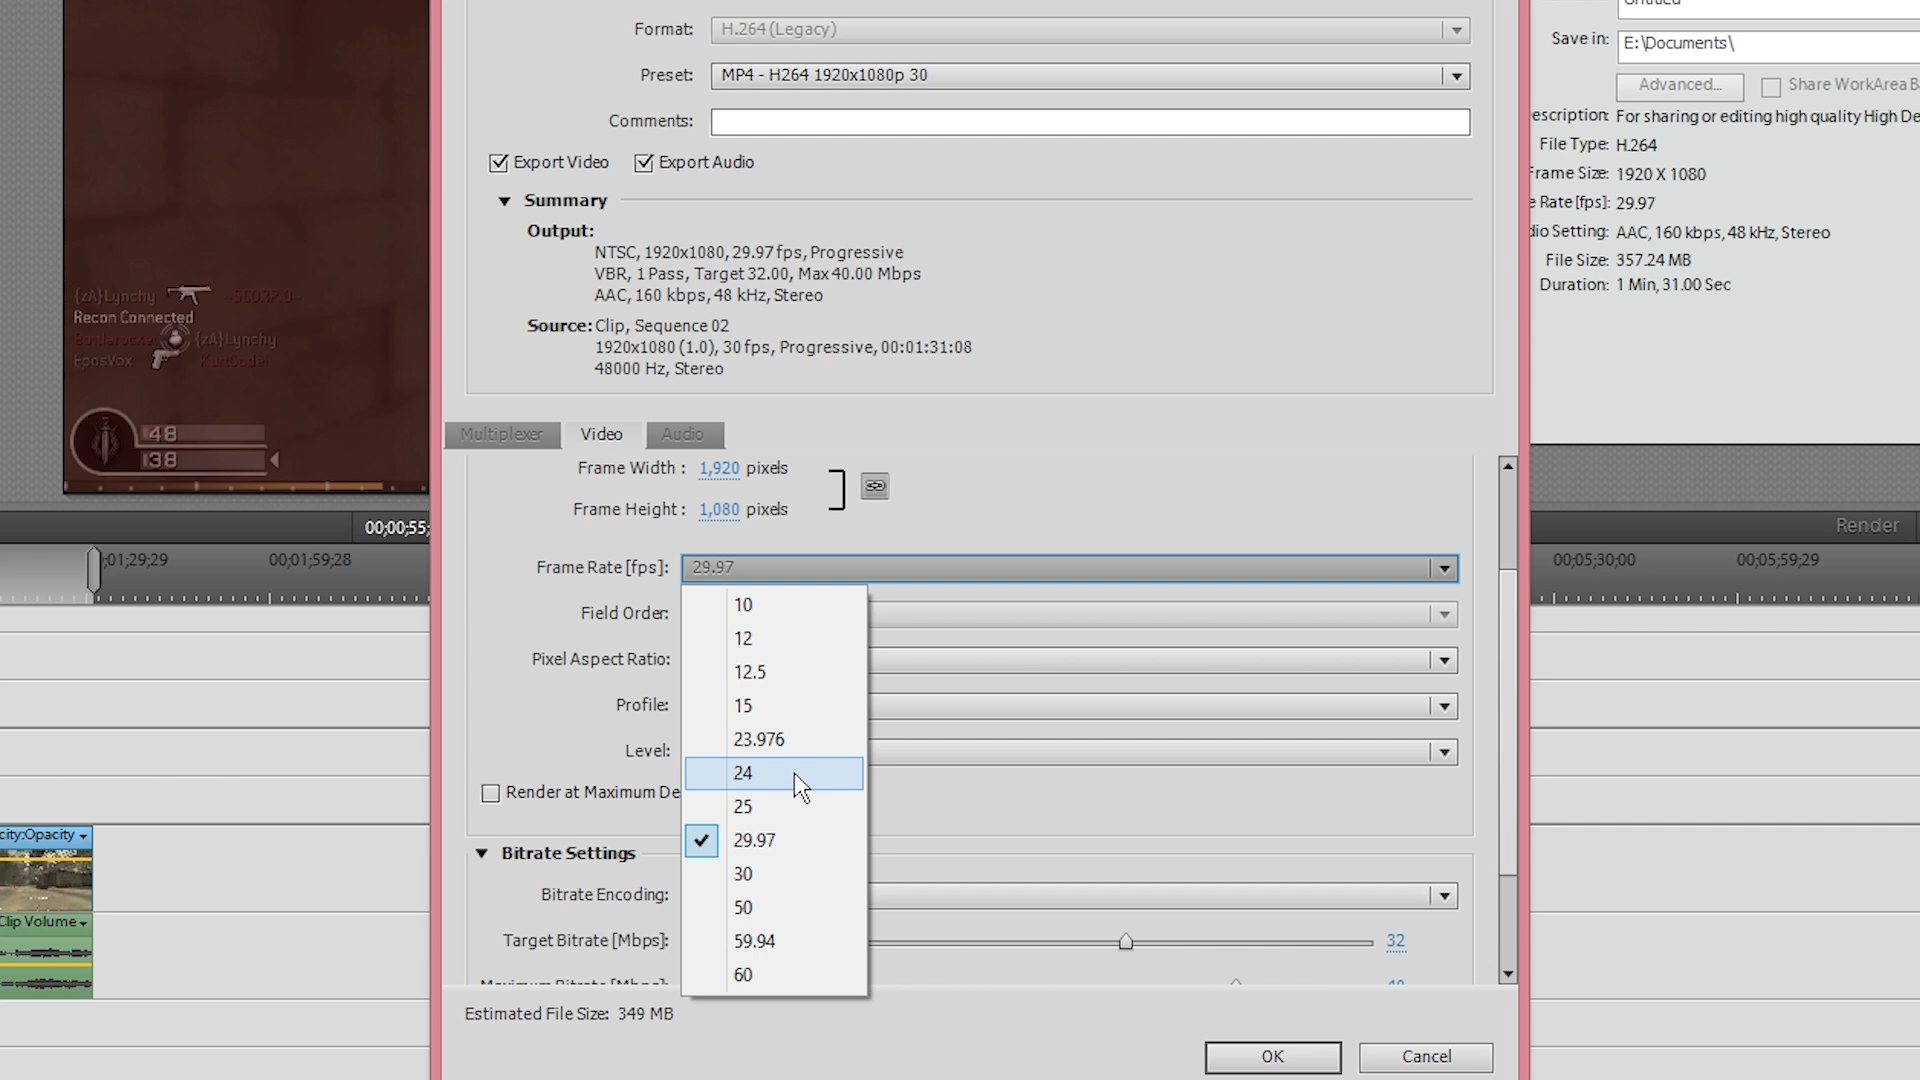 Format: H.264 (Legacy)
Preset: MP4 - H264 1920x1080p 30
Comments:
Export Video Export Audio
Summary
Output:
NTSC, 1920x1080, 29.97 fps, Progressive
VBR, 1 Pass, Target 32.00, Max 40.00 Mbps
AAC, 160 kbps, 48 kHz, Stereo
Source: Clip, Sequence 02
1920x1080 (1.0), 30 fps, Progressive, 00:01:31:08
48000 Hz, Stereo
Multiplexer Video Audio
Frame Width : 1,920 pixels
Frame Height : 1,080 pixels
Frame Rate [fps]: 29.97
10
12
12.5
15
23.976
24
25
29.97
30
50
59.94
60
Field Order:
Pixel Aspect Ratio:
Profile:
Level:
Render at Maximum De
Bitrate Settings
Bitrate Encoding:
Target Bitrate [Mbps]: 32
Estimated File Size: 349 MB
OK Cancel
Save in: E:\Documents\
Advanced... Share WorkArea Ba
escription: For sharing or editing high quality High De
File Type: H.264
Frame Size: 1920 X 1080
e Rate [fps]: 29.97
dio Setting: AAC, 160 kbps, 48 kHz, Stereo
File Size: 357.24 MB
Duration: 1 Min, 31.00 Sec
Render
00;05;30;00 00;05;59;29
{zA}Lynchy
Recon Connected
{zA}Lynchy
EposVox
48
38
00;00;55;
;01;29;29 00;01;59;28
city:Opacity
Clip Volume